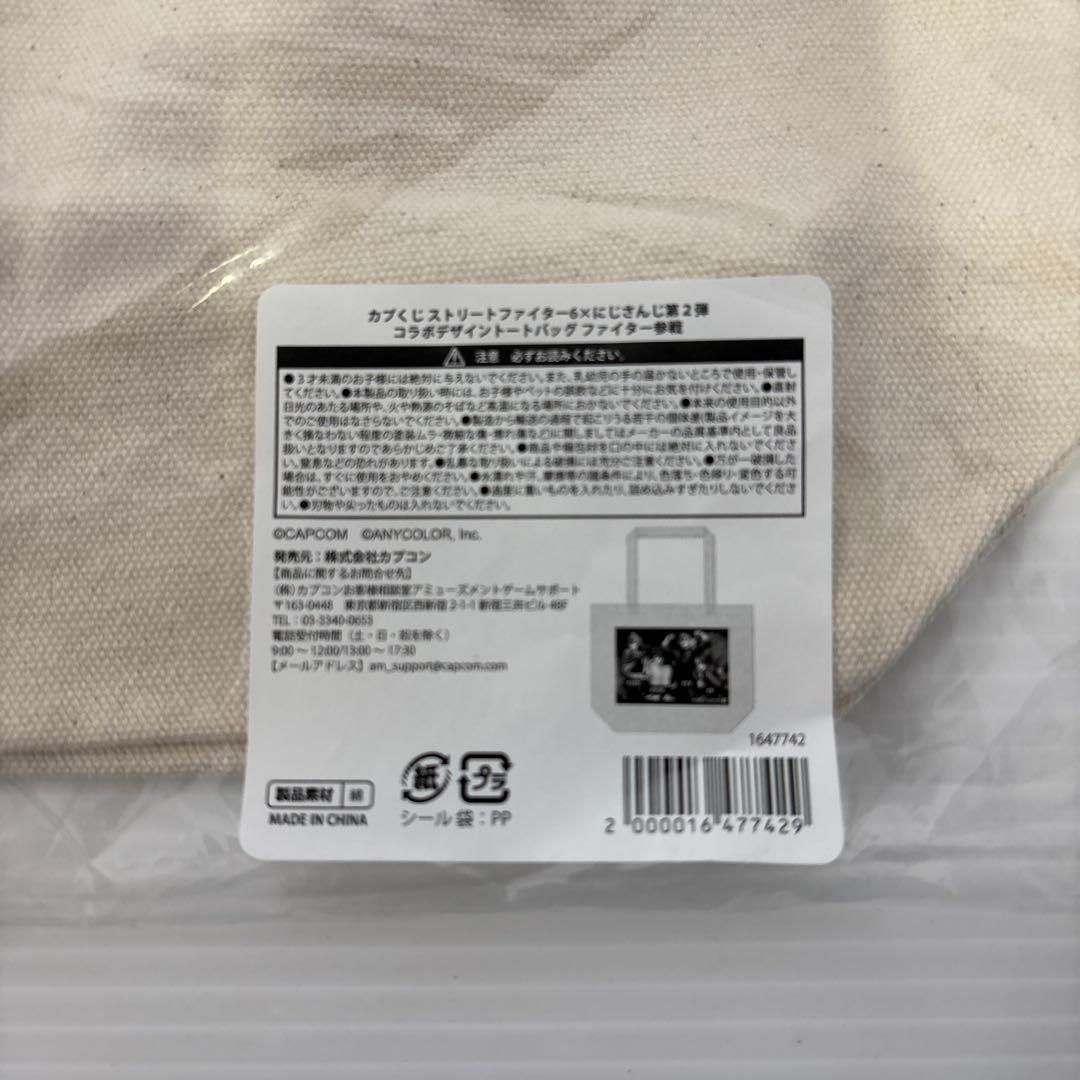 カプくじ ストリートファイター6×にじさんじ第2弾
コラボデザイントートバッグ ファイター参戦
注意 必ずお読みください。
●3才未満のお子様には絶対に与えないでください。また、乳幼児の手の届かないところで使用・保管し
てください。●本製品の取り扱い時には、お子様やペットの誤飲などに十分にお気を付けください。●直射
日光のあたる場所や、火や熱源のそばなど高温になる場所におかないでください。●本来の使用目的以外
でのご使用はなさらないでください。●製造から輸送の過程で起こりうる若干の個体差(製品イメージを大
きく損なわない程度の塗装ムラ・微細な傷・擦れ傷など)に関しましてはメーカーの品質基準内として良品
扱いとなりますのであらかじめご了承ください。●商品や梱包材を口の中には絶対に入れないでくださ
い。窒息などの恐れがあります。●乱暴な取り扱いによる破損には充分ご注意ください。●万が一破損した
場合は、すぐに使用をおやめください。●水濡れや汗、摩擦等の諸条件により、色落ち・色移り・変色する可
能性がございますので、ご注意ください。●過度に重いものを入れたり、詰め込みすぎたりしないでくださ
い。●刃物や尖ったものは入れないでください。
©CAPCOM ©ANYCOLOR, Inc.
発売元:株式会社カプコン
【商品に関するお問合せ先】
(株)カプコンお客様相談室アミューズメントゲームサポート
〒163-0448 東京都新宿区西新宿 2-1-1 新宿三井ビル
TEL:03-3340-0653
電話受付時間(土・日・祝を除く)
9:00～12:00/13:00～17:30
【メールアドレス】am_support@capcom.com
1647742
製品素材 綿
MADE IN CHINA
紙 プラ
シール 袋:PP
2 000016 477429